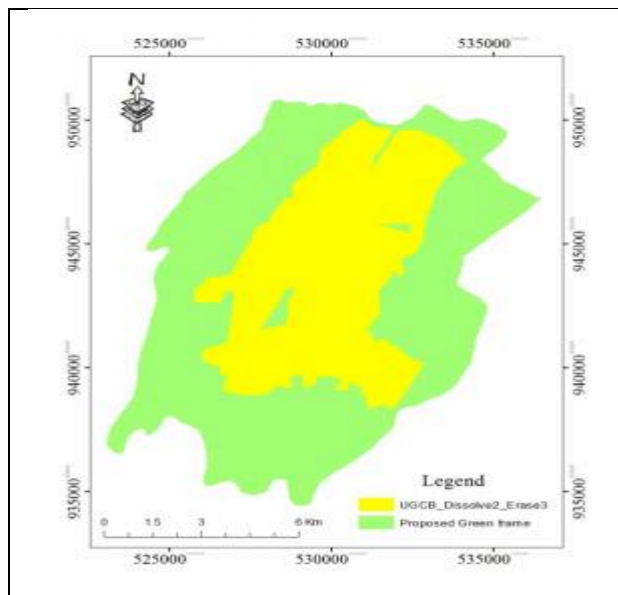 525000 530000 535000
N
950000 950000
945000 945000
940000 940000
935000 935000
Legend
UGCB_Dissolve2_Erase3
Proposed Green frame
0 1.5 3 6 Km
525000 530000 535000